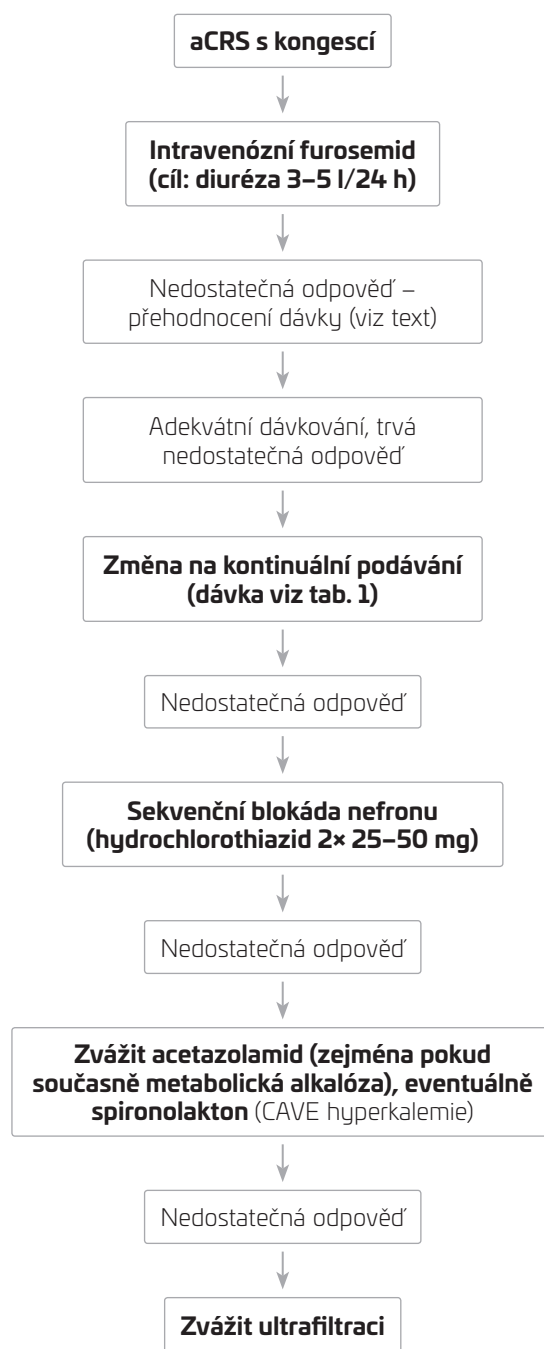 aCRS s kongescí
Intravenózní furosemid
(cíl: diuréza 3–5 l/24 h)
Nedostatečná odpověď –
přehodnocení dávky (viz text)
Adekvátní dávkování, trvá
nedostatečná odpověď
Změna na kontinuální podávání
(dávka viz tab. 1)
Nedostatečná odpověď
Sekvenční blokáda nefronu
(hydrochlorothiazid 2× 25–50 mg)
Nedostatečná odpověď
Zvážit acetazolamid (zejména pokud
současně metabolická alkalóza), eventuálně
spironolakton (CAVE hyperkalemie)
Nedostatečná odpověď
Zvážit ultrafiltraci